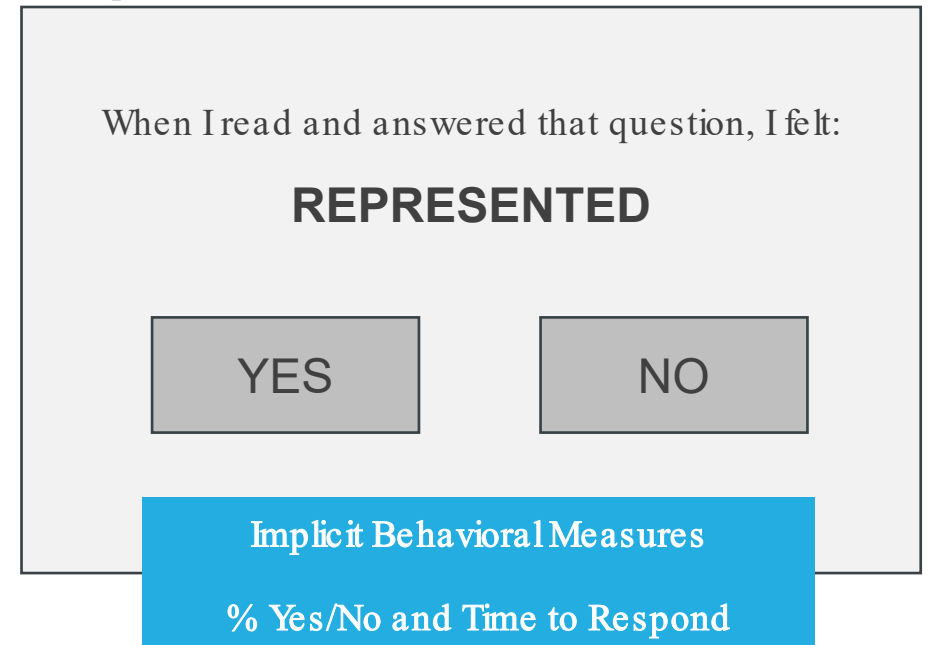 When I read and answered that question, I felt:
REPRESENTED
YES
NO
Implicit Behavioral Measures
% Yes/No and Time to Respond